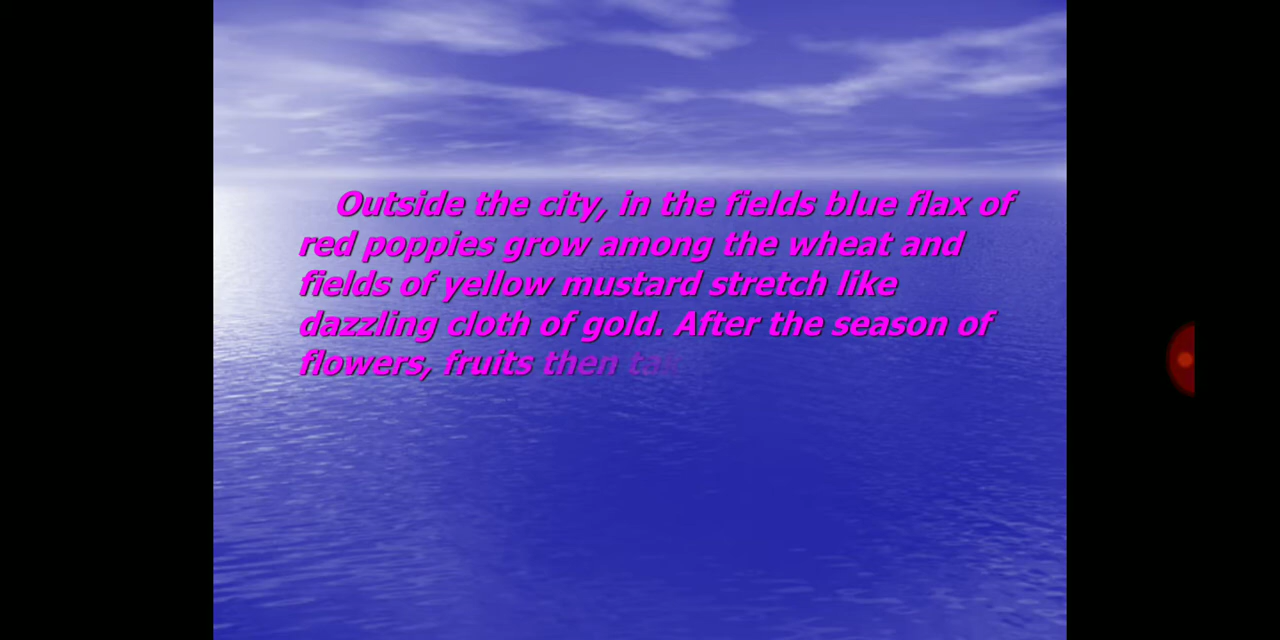 Outside the city, in the fields blue flax of
red poppies grow among the wheat and
fields of yellow mustard stretch like
dazzling cloth of gold. After the season of
flowers, fruits then